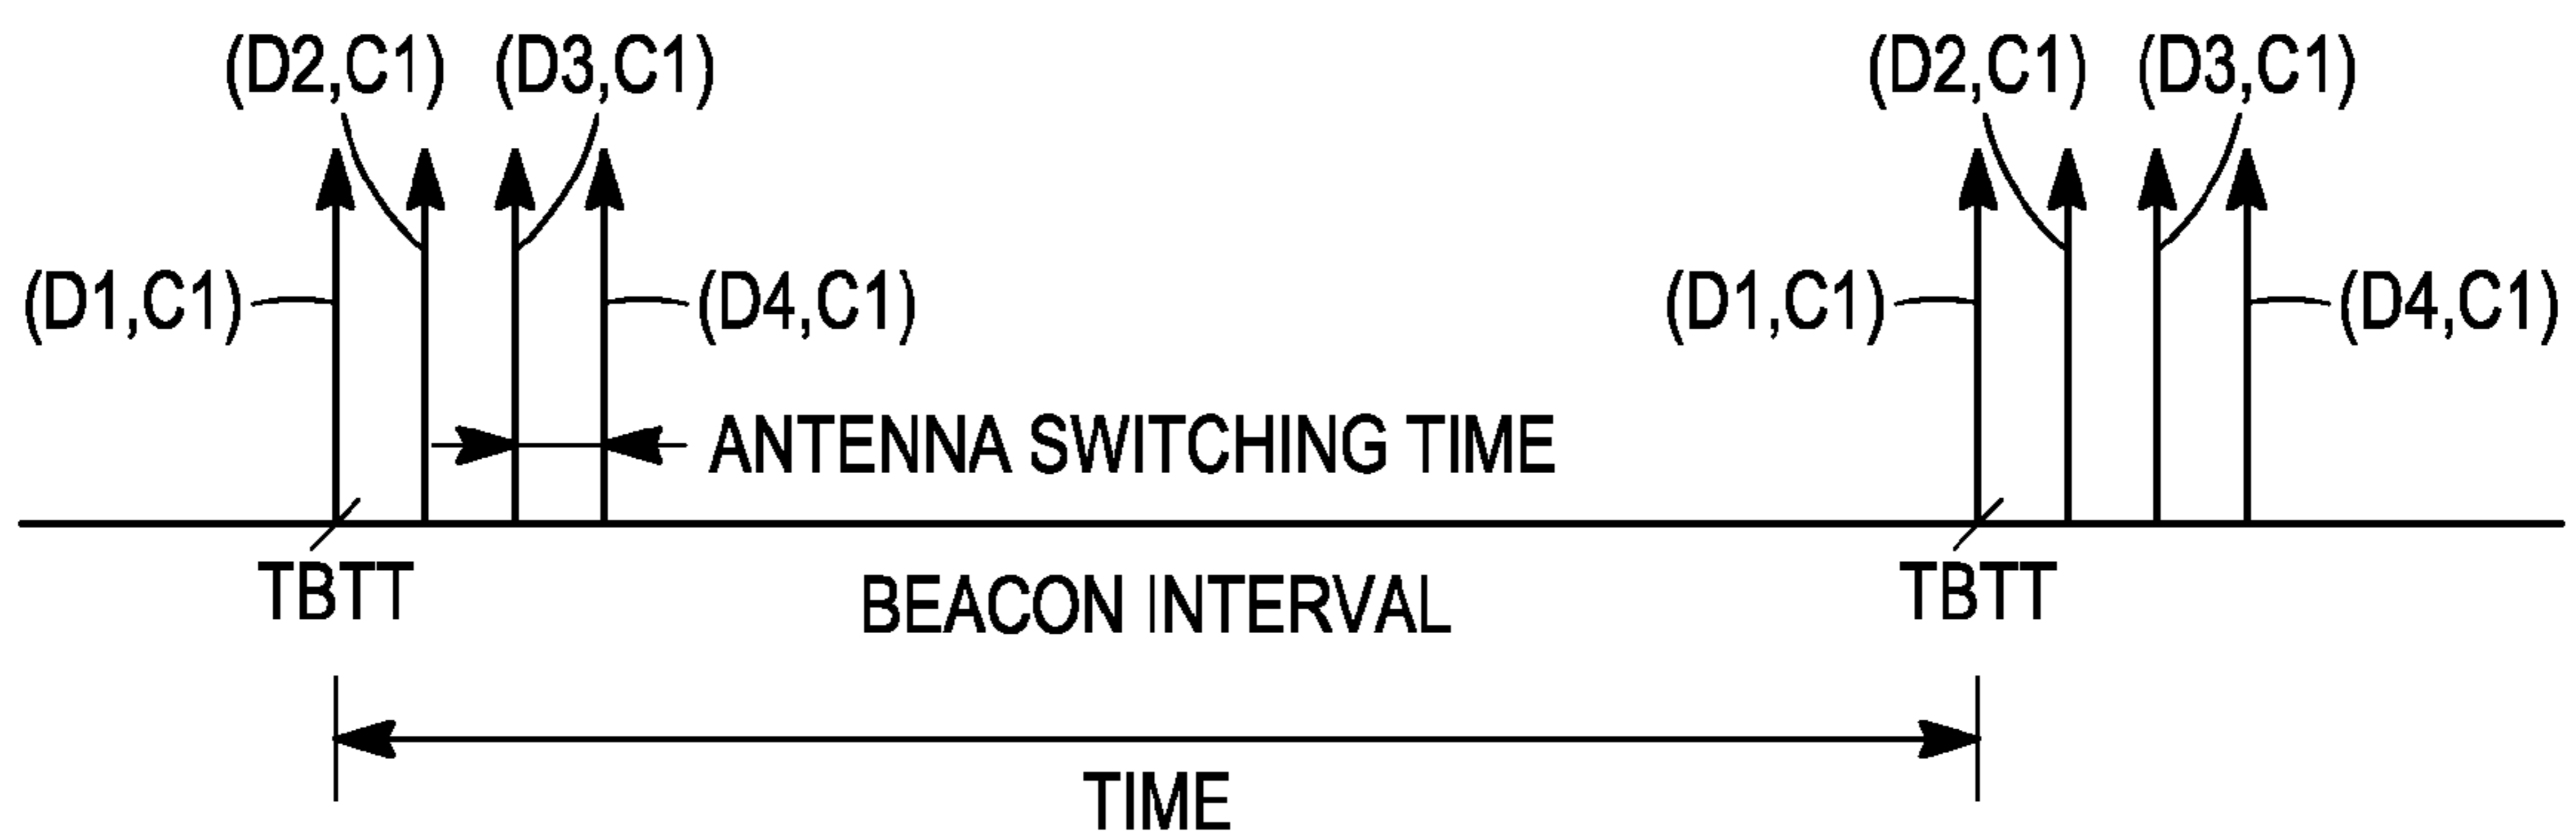 (D2,C1) (D3,C1) (D2,C1) (D3,C1)
(D1,C1) (D4,C1) (D1,C1) (D4,C1)
ANTENNA SWITCHING TIME
TBTT BEACON INTERVAL TBTT
TIME